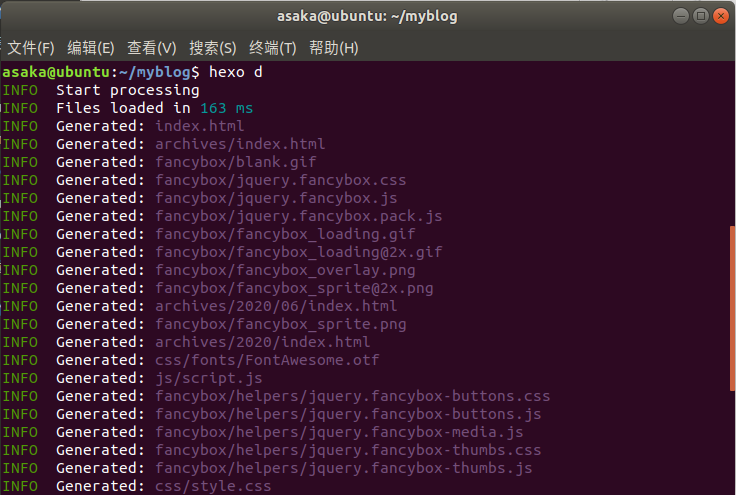 asaka@ubuntu: ~/myblog
文件(F) 编辑(E) 查看(V) 搜索(S) 终端(T) 帮助(H)
asaka@ubuntu:~/myblog$ hexo d
INFO  Start processing
INFO  Files loaded in 163 ms
INFO  Generated: index.html
INFO  Generated: archives/index.html
INFO  Generated: fancybox/blank.gif
INFO  Generated: fancybox/jquery.fancybox.css
INFO  Generated: fancybox/jquery.fancybox.js
INFO  Generated: fancybox/jquery.fancybox.pack.js
INFO  Generated: fancybox/fancybox_loading.gif
INFO  Generated: fancybox/fancybox_loading@2x.gif
INFO  Generated: fancybox/fancybox_overlay.png
INFO  Generated: fancybox/fancybox_sprite@2x.png
INFO  Generated: archives/2020/06/index.html
INFO  Generated: fancybox/fancybox_sprite.png
INFO  Generated: archives/2020/index.html
INFO  Generated: css/fonts/FontAwesome.otf
INFO  Generated: js/script.js
INFO  Generated: fancybox/helpers/jquery.fancybox-buttons.css
INFO  Generated: fancybox/helpers/jquery.fancybox-buttons.js
INFO  Generated: fancybox/helpers/jquery.fancybox-media.js
INFO  Generated: fancybox/helpers/jquery.fancybox-thumbs.css
INFO  Generated: fancybox/helpers/jquery.fancybox-thumbs.js
INFO  Generated: css/style.css